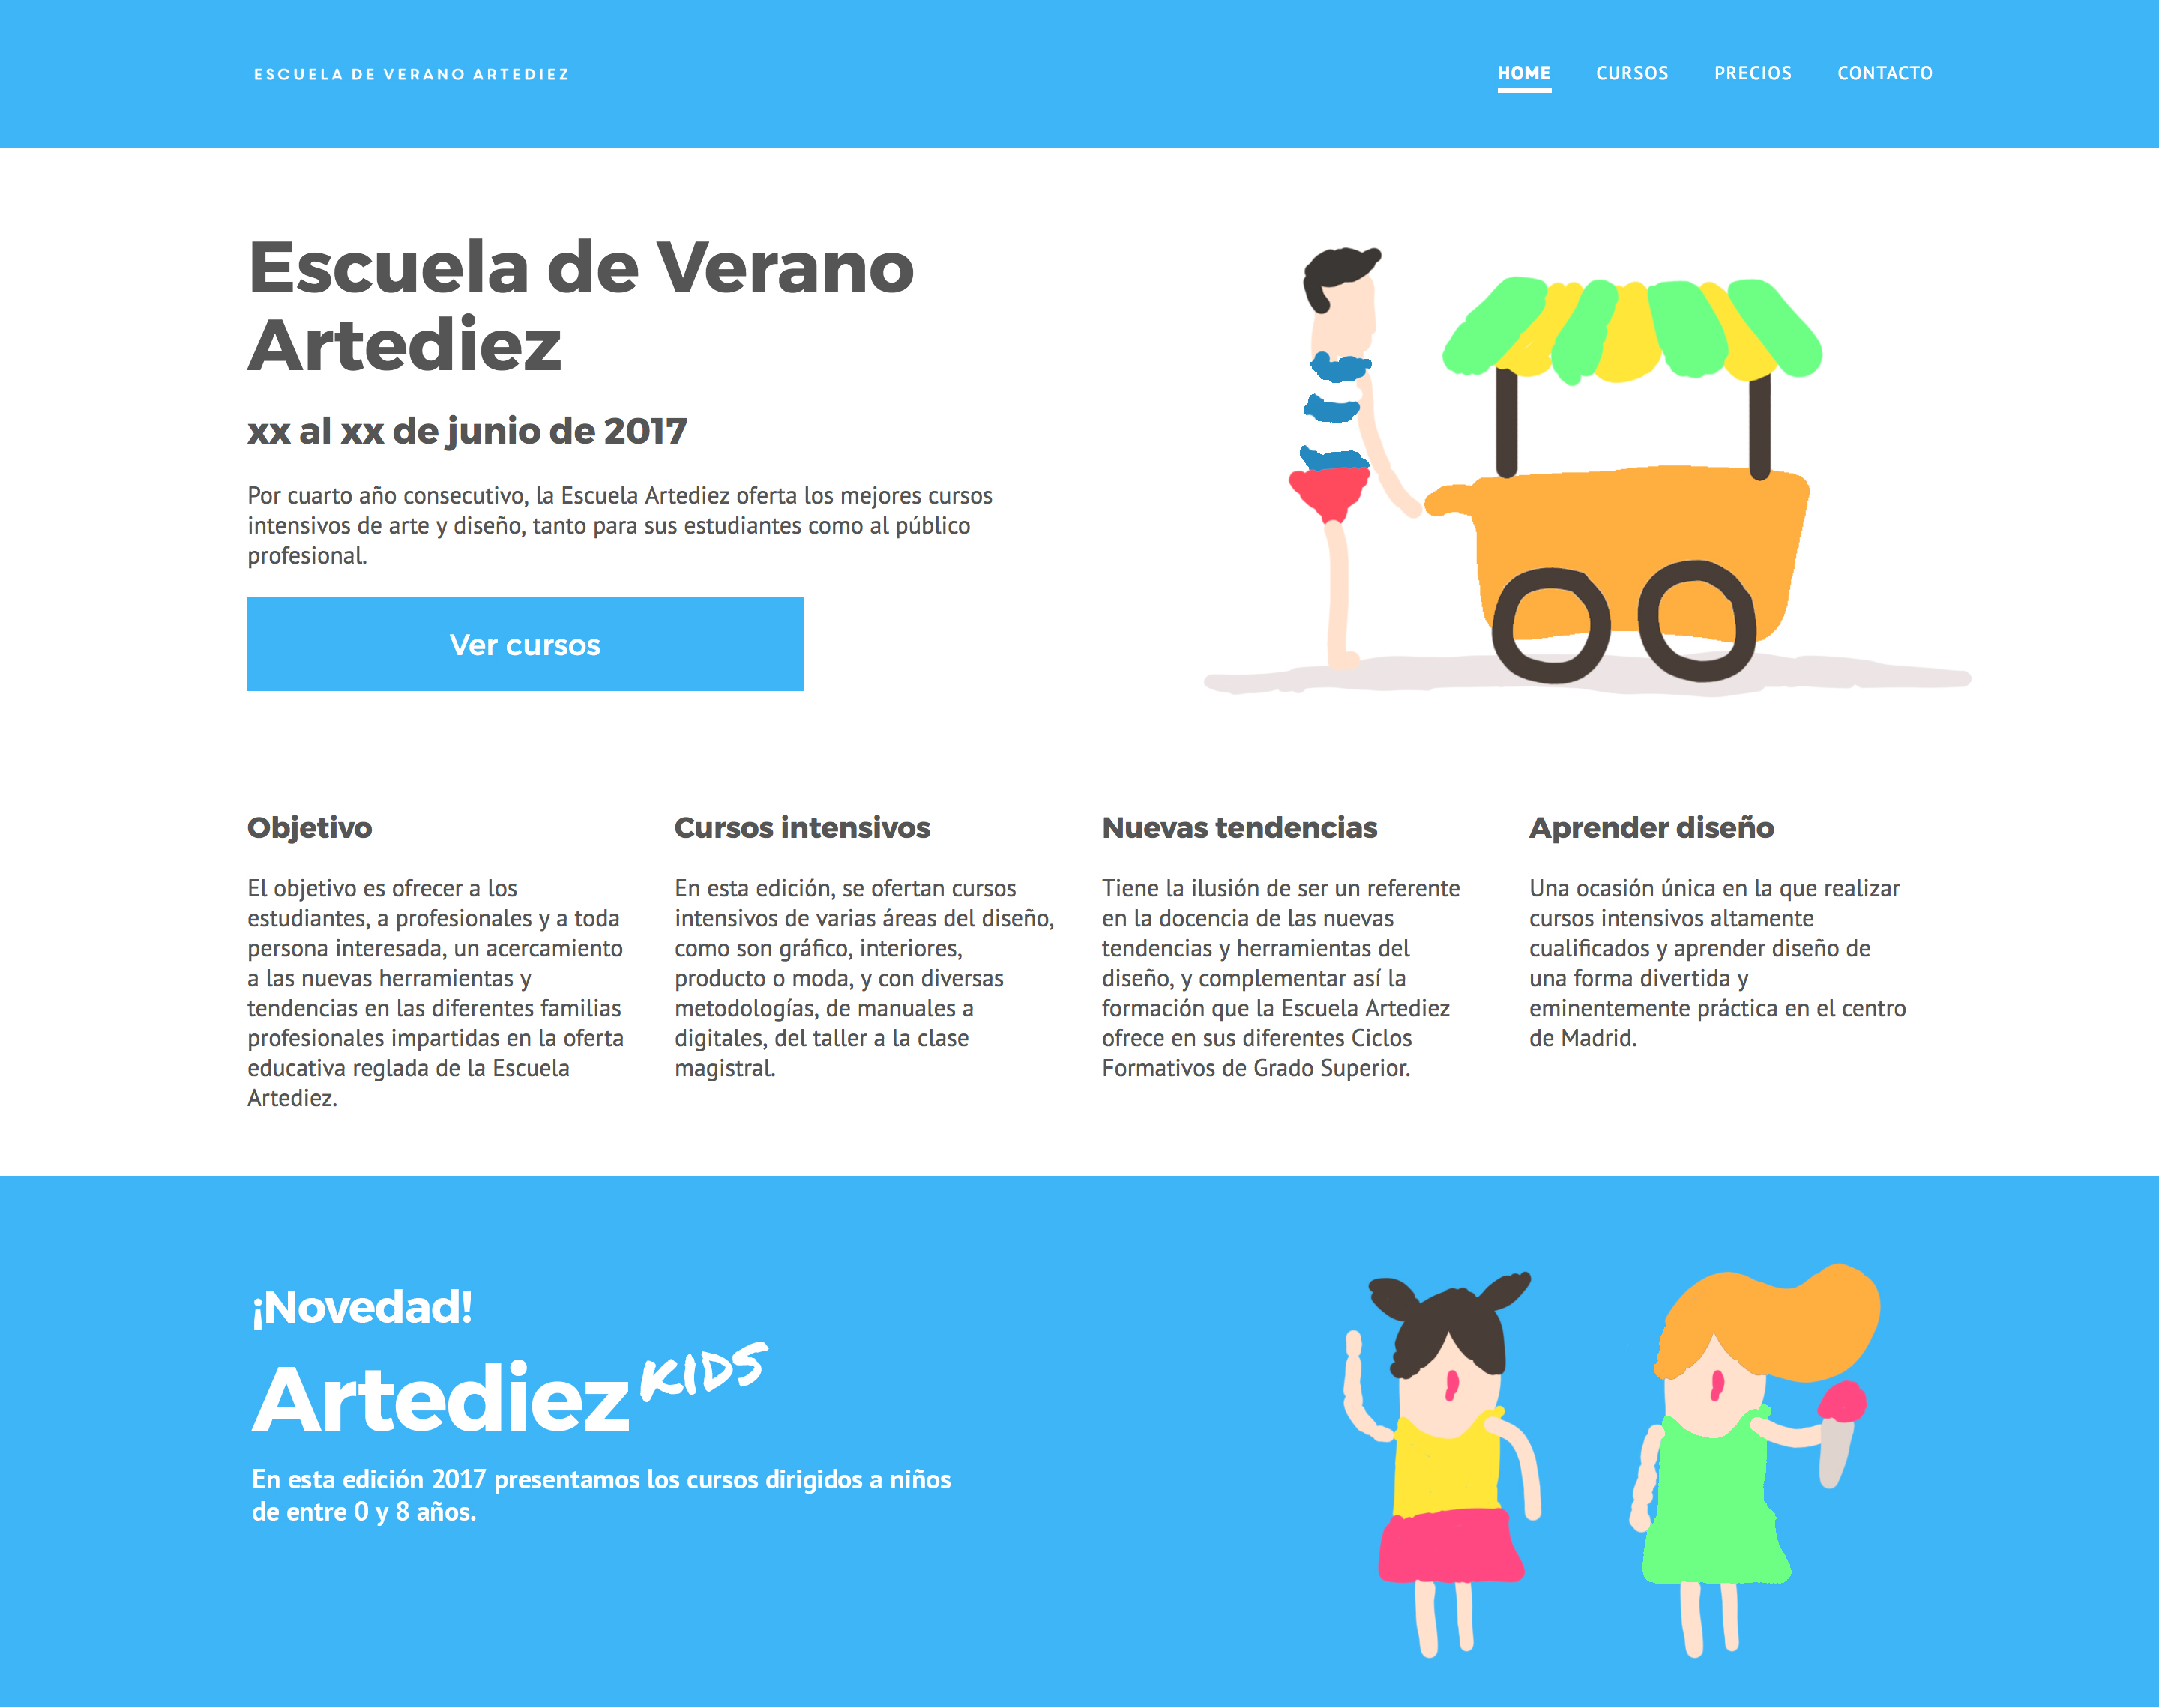 ESCUELA DE VERANO ARTEDIEZ
HOME CURSOS PRECIOS CONTACTO
Escuela de Verano
Artediez
xx al xx de junio de 2017
Por cuarto año consecutivo, la Escuela Artediez oferta los mejores cursos
intensivos de arte y diseño, tanto para sus estudiantes como al público
profesional.
Ver cursos
Objetivo
El objetivo es ofrecer a los
estudiantes, a profesionales y a toda
persona interesada, un acercamiento
a las nuevas herramientas y
tendencias en las diferentes familias
profesionales impartidas en la oferta
educativa reglada de la Escuela
Artediez.
Cursos intensivos
En esta edición, se ofertan cursos
intensivos de varias áreas del diseño,
como son gráfico, interiores,
producto o moda, y con diversas
metodologías, de manuales a
digitales, del taller a la clase
magistral.
Nuevas tendencias
Tiene la ilusión de ser un referente
en la docencia de las nuevas
tendencias y herramientas del
diseño, y complementar así la
formación que la Escuela Artediez
ofrece en sus diferentes Ciclos
Formativos de Grado Superior.
Aprender diseño
Una ocasión única en la que realizar
cursos intensivos altamente
cualificados y aprender diseño de
una forma divertida y
eminentemente práctica en el centro
de Madrid.
¡Novedad!
Artediez KIDS
En esta edición 2017 presentamos los cursos dirigidos a niños
de entre 0 y 8 años.